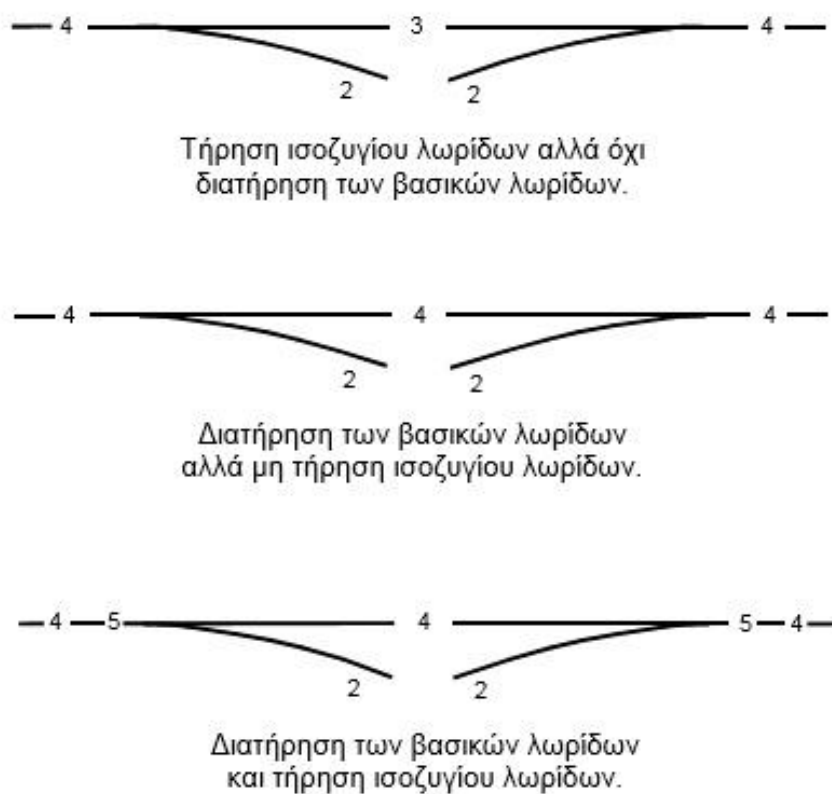 4 3 4
2 2
Τήρηση ισοζυγίου λωρίδων αλλά όχι
διατήρηση των βασικών λωρίδων.
4 4 4
2 2
Διατήρηση των βασικών λωρίδων
αλλά μη τήρηση ισοζυγίου λωρίδων.
4 5 4 5 4
2 2
Διατήρηση των βασικών λωρίδων
και τήρηση ισοζυγίου λωρίδων.